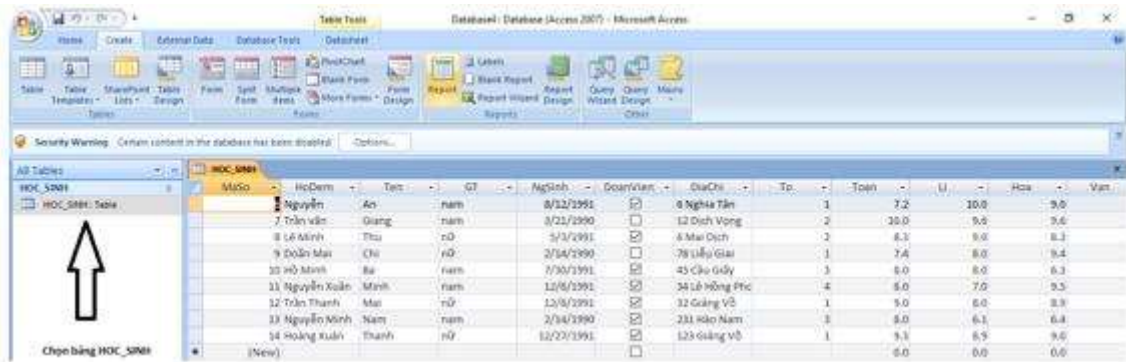 Table Tools Database8 : Database (Access 2007) - Microsoft Access
Home Create External Data Database Tools Datasheet
PivotChart Labels
Blank Form Blank Report
More Forms Report Wizard
Table Table Templates SharePoint Lists Table Design Form Split Form Multiple Items Form Design Report Report Design Query Wizard Query Design Macro
Tables Forms Reports Other
Security Warning Certain content in the database has been disabled Options...
All Tables HOC_SINH
HOC_SINH MaSo HoDem Ten GT NgSinh DoanVien DiaChi To Toan Li Hoa Van
HOC_SINH: Table Nguyễn An nam 8/12/1991 6 Nghĩa Tân 1 7.2 10.0 9.0
7 Trần văn Giang nam 3/21/1990 12 Dịch Vọng 2 10.0 9.6 9.6
8 Lê Minh Thu nữ 5/3/1991 6 Mai Dịch 2 8.3 9.0 8.3
9 Doãn Mai Chi nữ 2/14/1990 78 Liễu Giai 1 7.4 8.0 9.4
10 Hồ Minh Ba nam 7/30/1991 45 Cầu Giấy 3 8.0 8.0 8.3
11 Nguyễn Xuân Minh nam 12/6/1991 34 Lê Hồng Pho 4 8.0 7.0 9.5
12 Trần Thanh Mai nữ 12/8/1991 32 Giảng Võ 1 9.0 8.0 8.9
13 Nguyễn Minh Nam nam 2/14/1990 231 Hào Nam 3 8.0 6.1 6.4
14 Hoàng Xuân Thanh nữ 12/27/1991 123 Giảng Võ 1 9.3 8.9 9.0
Chọn bảng HOC_SINH (New) 0.0 0.0 0.0